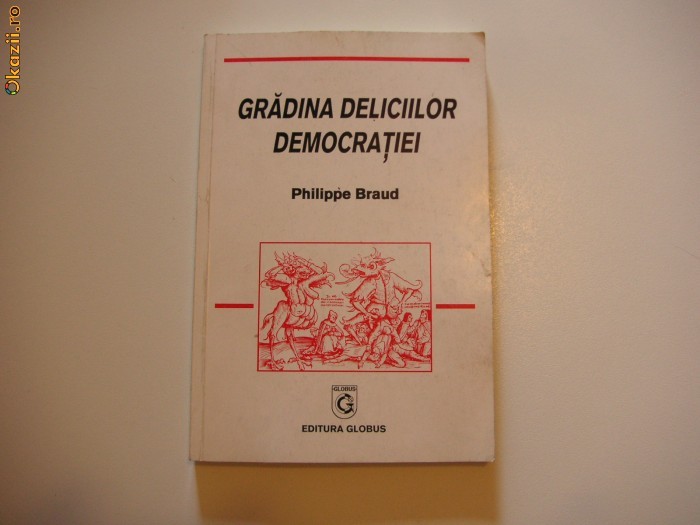 Okazii.ro
GRĂDINA DELICIILOR
DEMOCRAȚIEI
Philippe Braud
GLOBUS
G
EDITURA GLOBUS